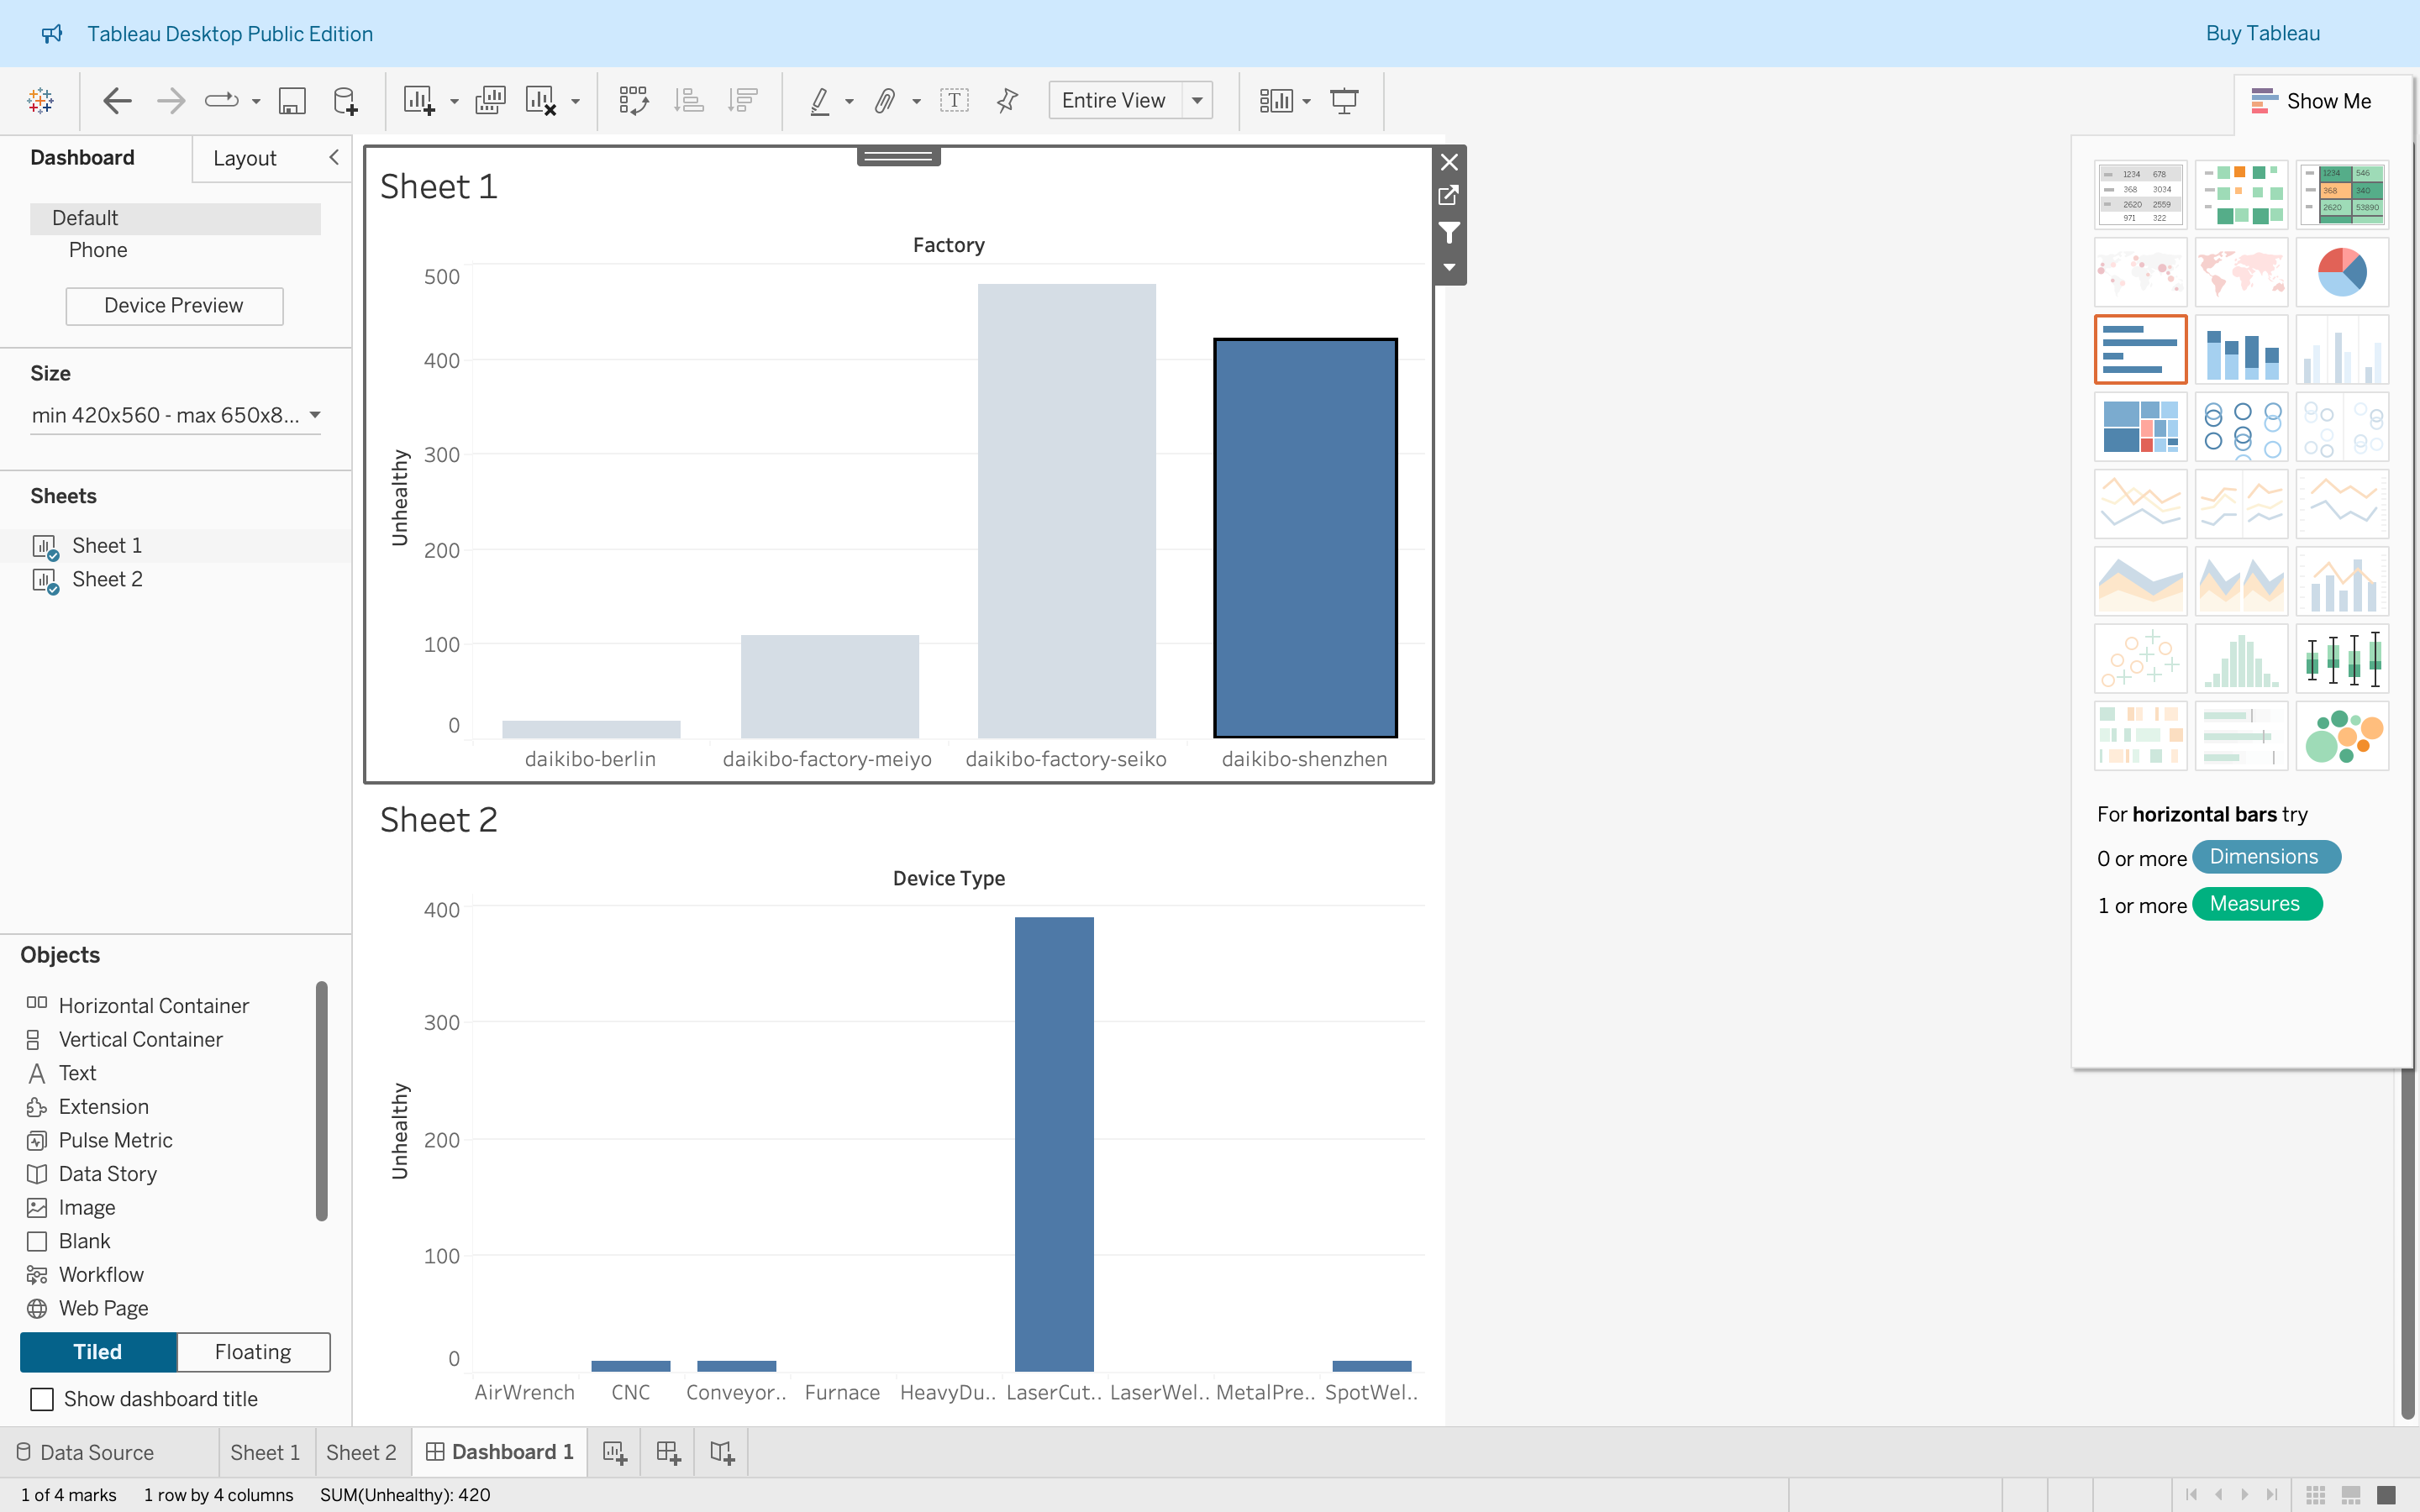 Tableau Desktop Public Edition
Buy Tableau
Entire View
Show Me
Dashboard
Layout
Default
Phone
Device Preview
Size
min 420x560 - max 650x8...
Sheets
Sheet 1
Sheet 2
Objects
Horizontal Container
Vertical Container
Text
Extension
Pulse Metric
Data Story
Image
Blank
Workflow
Web Page
Tiled
Floating
Show dashboard title
Sheet 1
Factory
Unhealthy
500
400
300
200
100
0
daikibo-berlin
daikibo-factory-meiyo
daikibo-factory-seiko
daikibo-shenzhen
Sheet 2
Device Type
Unhealthy
400
300
200
100
0
AirWrench
CNC
Conveyor..
Furnace
HeavyDu..
LaserCut..
LaserWel..
MetalPre..
SpotWel..
1234 678
368 3034
2620 2559
971 322
1234 546
368 340
2620 53890
For horizontal bars try
0 or more Dimensions
1 or more Measures
Data Source
Sheet 1
Sheet 2
Dashboard 1
1 of 4 marks
1 row by 4 columns
SUM(Unhealthy): 420